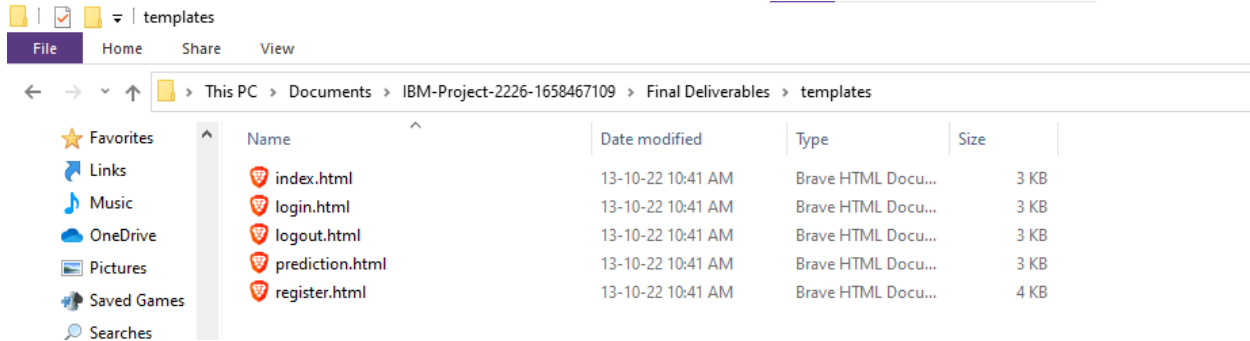 templates
File Home Share View
This PC > Documents > IBM-Project-2226-1658467109 > Final Deliverables > templates
Favorites
Links
Music
OneDrive
Pictures
Saved Games
Searches
Name Date modified Type Size
index.html 13-10-22 10:41 AM Brave HTML Docu... 3 KB
login.html 13-10-22 10:41 AM Brave HTML Docu... 3 KB
logout.html 13-10-22 10:41 AM Brave HTML Docu... 3 KB
prediction.html 13-10-22 10:41 AM Brave HTML Docu... 3 KB
register.html 13-10-22 10:41 AM Brave HTML Docu... 4 KB